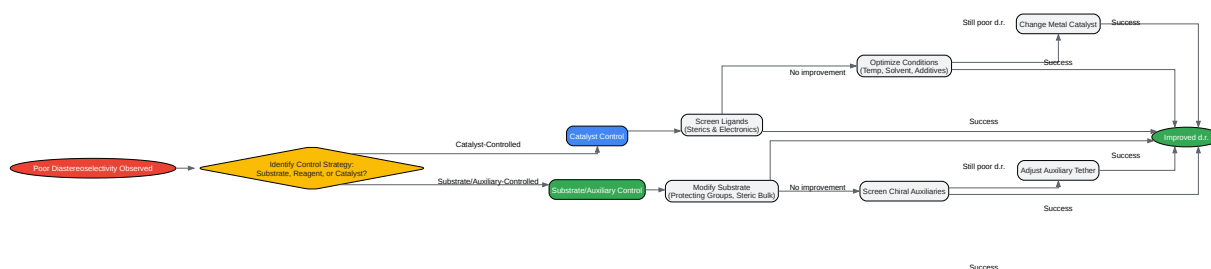 Still poor d.r.
Change Metal Catalyst
Success
Optimize Conditions
(Temp, Solvent, Additives)
Success
No improvement
Screen Ligands
(Sterics & Electronics)
Success
Catalyst Control
Improved d.r.
Catalyst-Controlled
Success
Poor Diastereoselectivity Observed
Identify Control Strategy:
Substrate, Reagent, or Catalyst?
Still poor d.r.
Adjust Auxiliary Tether
Substrate/Auxiliary-Controlled
Substrate/Auxiliary Control
Modify Substrate
(Protecting Groups, Steric Bulk)
No improvement
Screen Chiral Auxiliaries
Success
Success